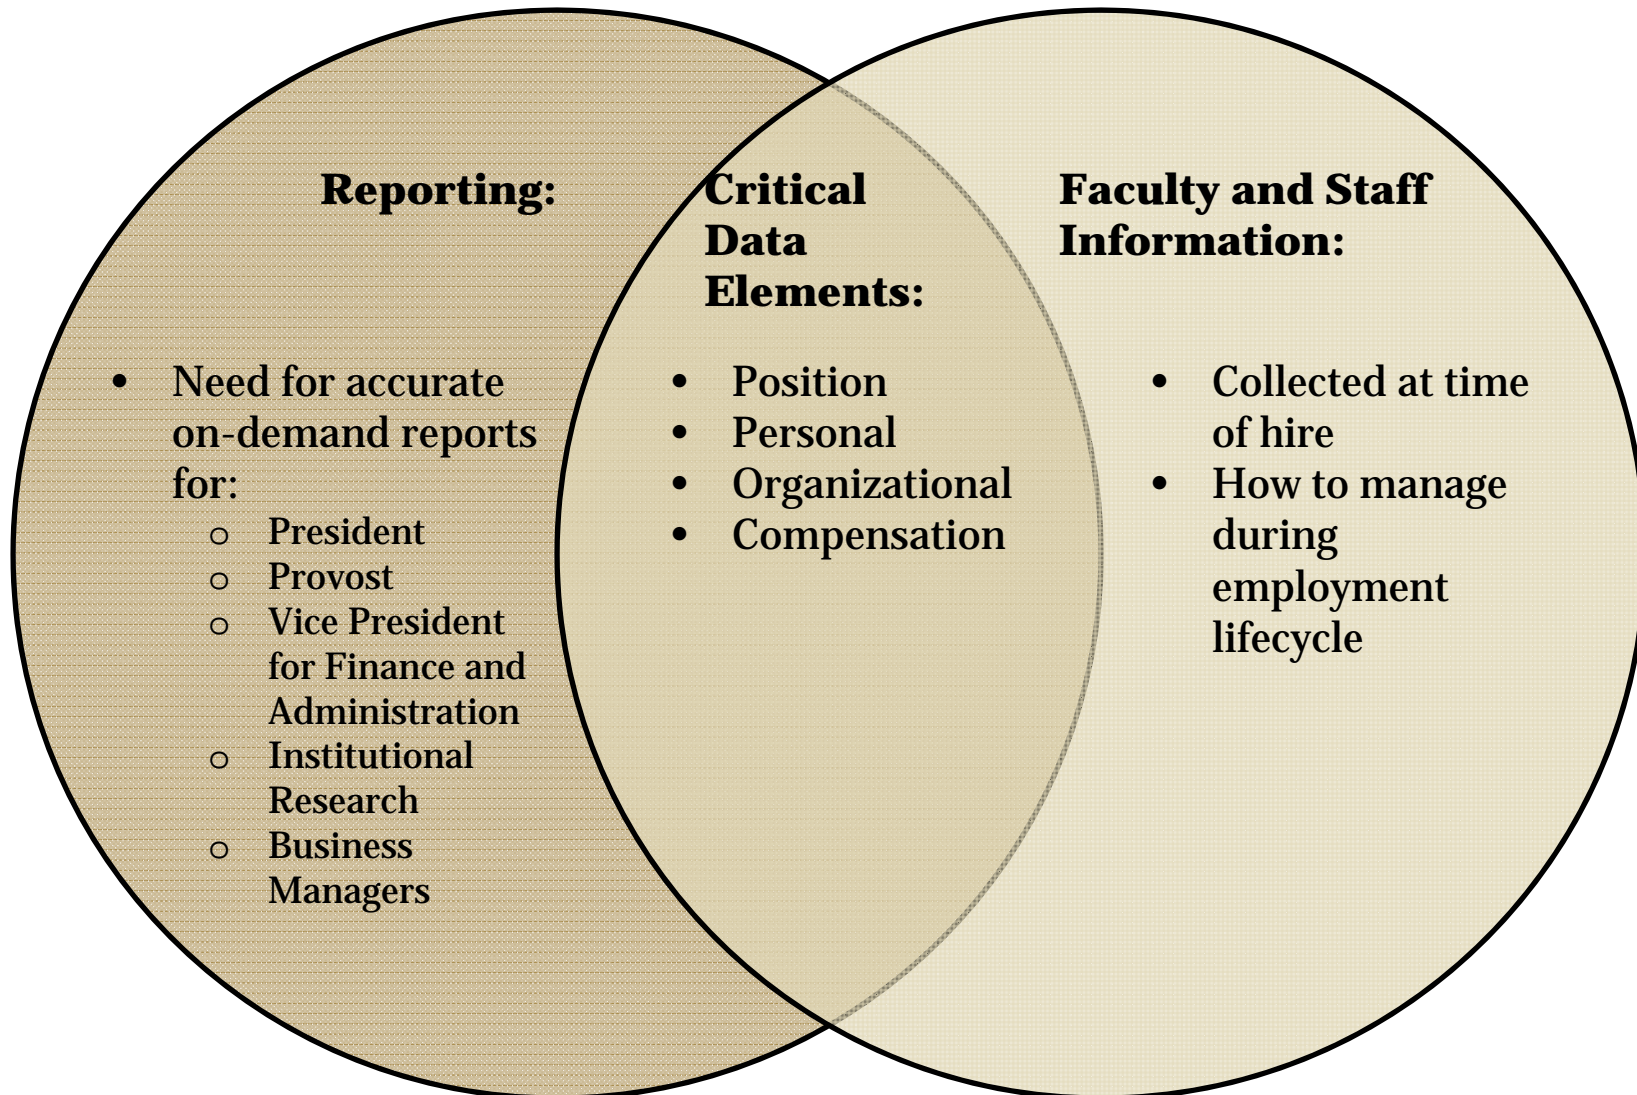 Reporting:
• Need for accurate
on-demand reports
for:
o President
o Provost
o Vice President
for Finance and
Administration
o Institutional
Research
o Business
Managers
Critical
Data
Elements:
• Position
• Personal
• Organizational
• Compensation
Faculty and Staff
Information:
• Collected at time
of hire
• How to manage
during
employment
lifecycle